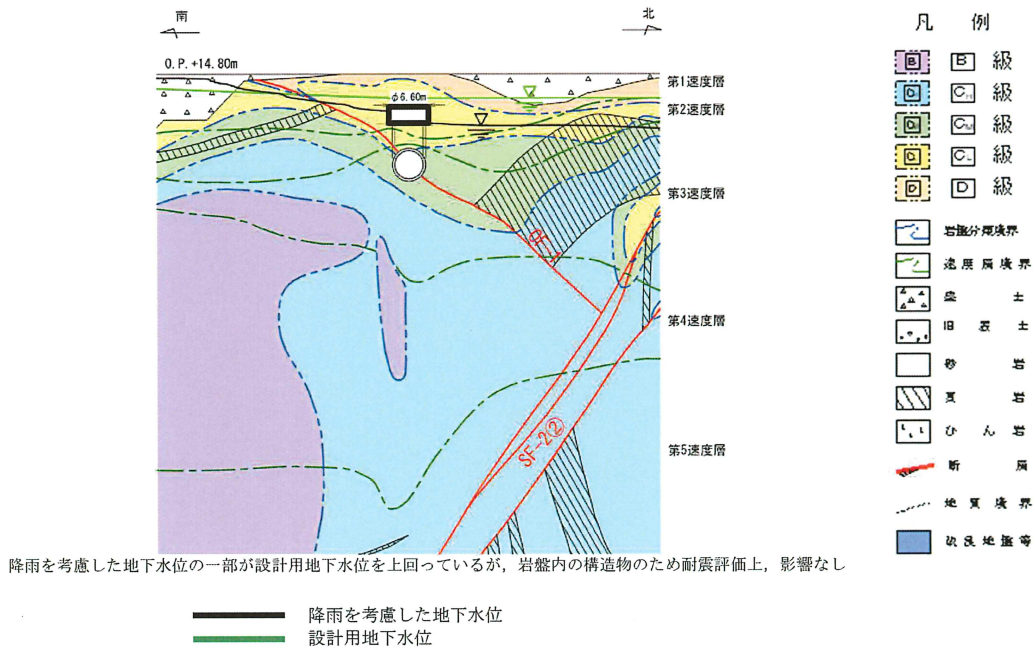 南
北
O.P.+14.80m
φ6.60m
第1速度層
第2速度層
第3速度層
第4速度層
第5速度層
SF-2②
凡 例
B B 級
級
級
級
D D 級
岩盤分類境界
速度層境界
盛 土
旧 表 土
砂 岩
頁 岩
ひ ん 岩
断 層
地 質 境 界
改 良 地 盤 等
降雨を考慮した地下水位の一部が設計用地下水位を上回っているが，岩盤内の構造物のため耐震評価上，影響なし
降雨を考慮した地下水位
設計用地下水位